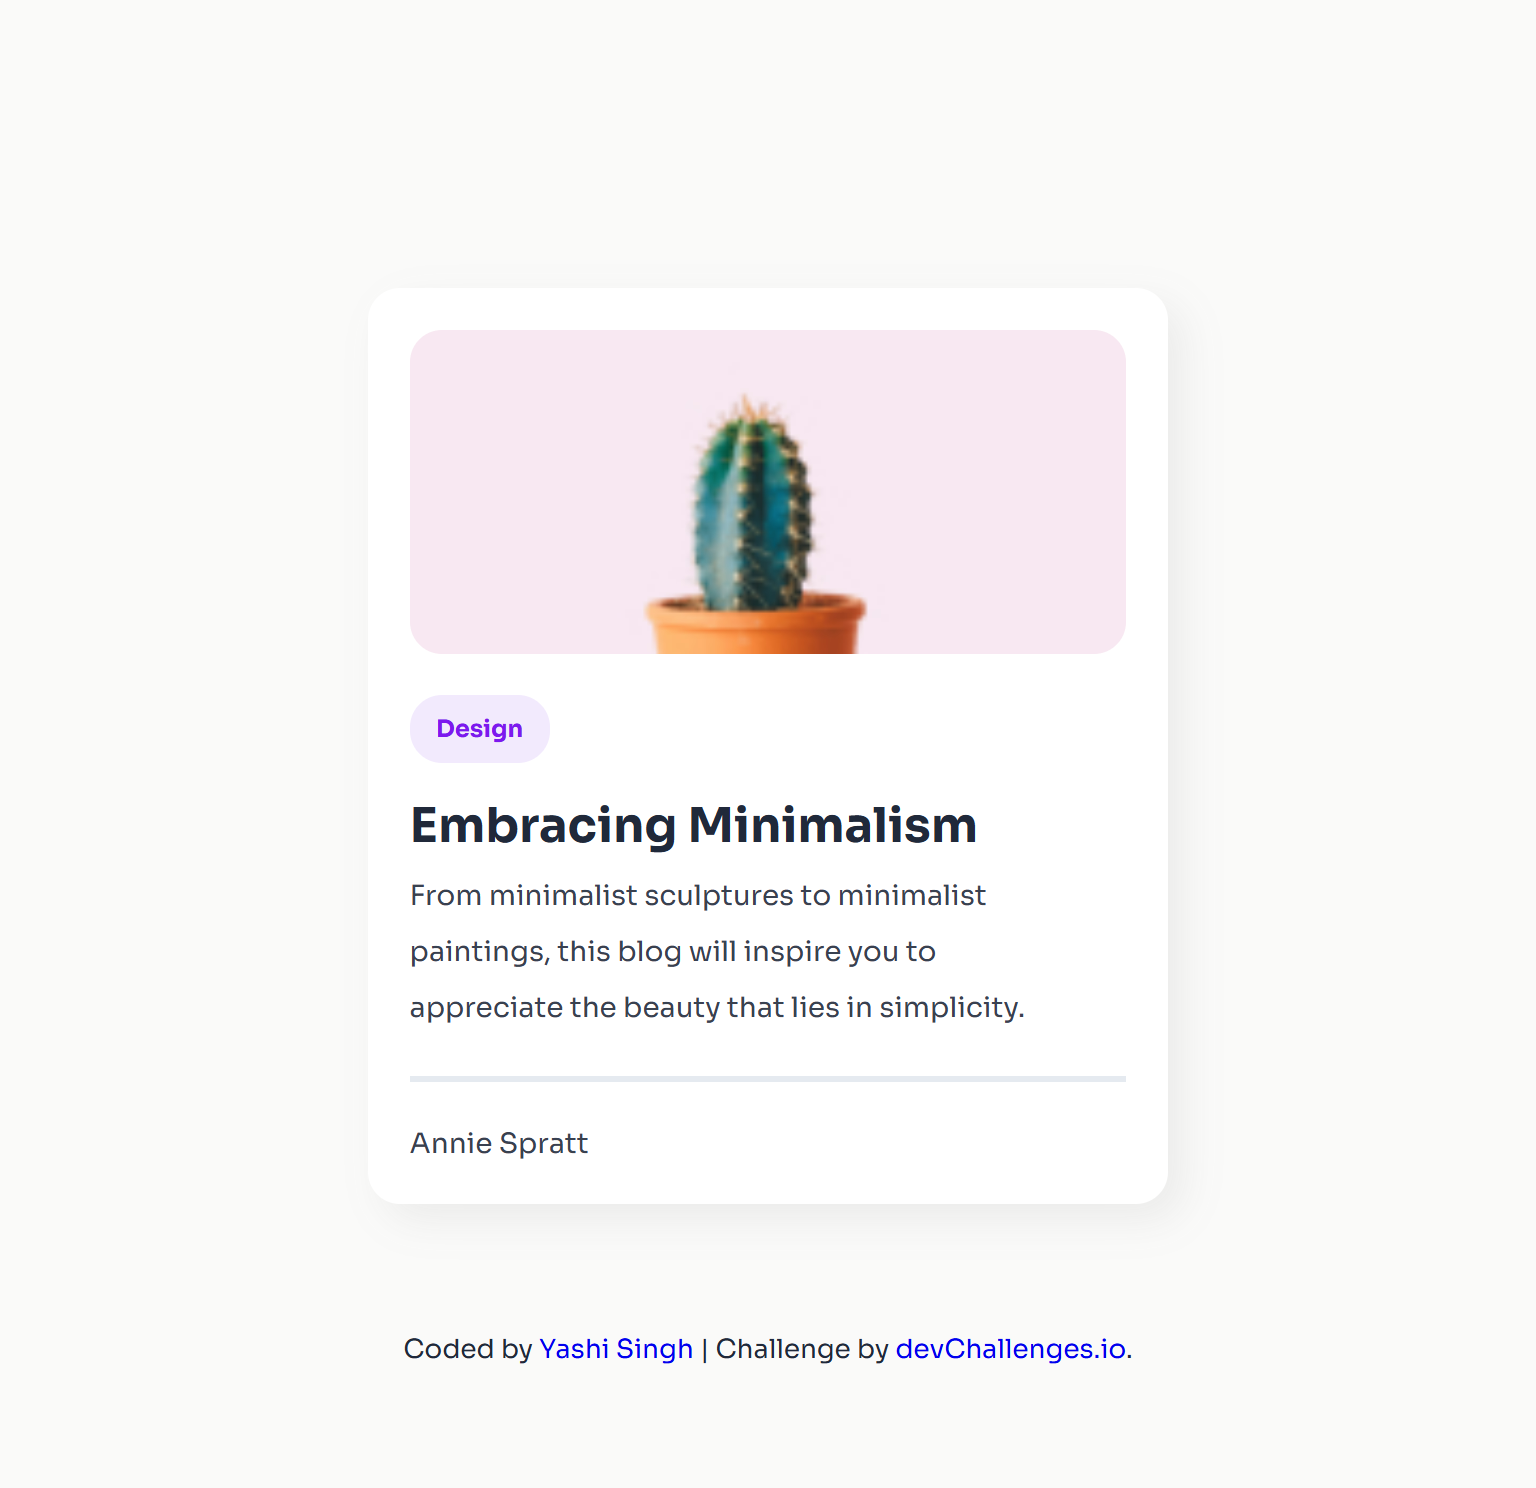 Design
Embracing Minimalism
From minimalist sculptures to minimalist
paintings, this blog will inspire you to
appreciate the beauty that lies in simplicity.
Annie Spratt
Coded by Yashi Singh | Challenge by devChallenges.io.